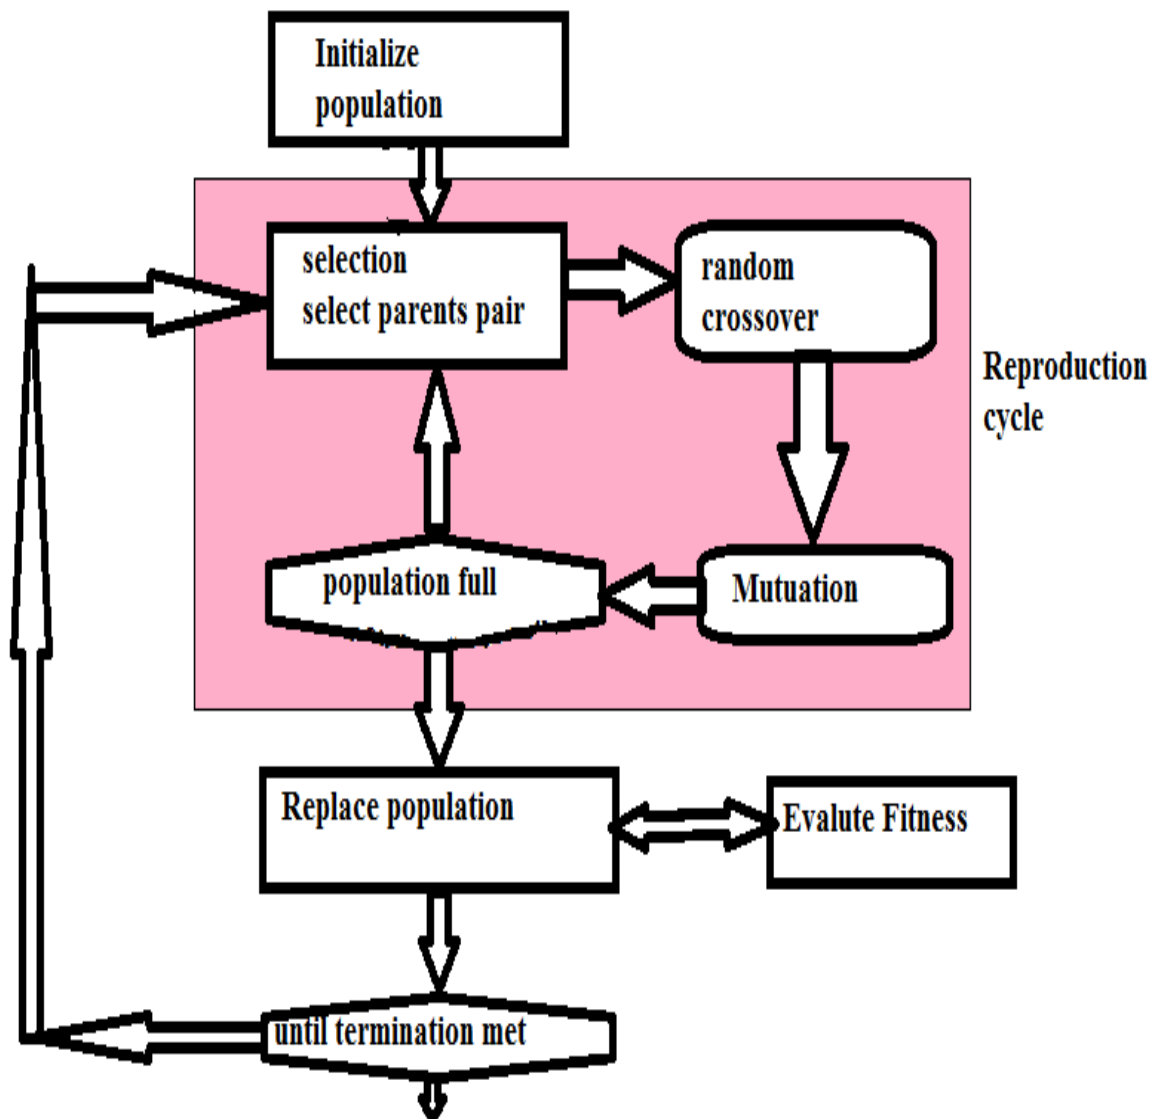 Initialize
population
selection
select parents pair
random
crossover
Reproduction
cycle
population full
Mutuation
Replace population
Evalute Fitness
until termination met